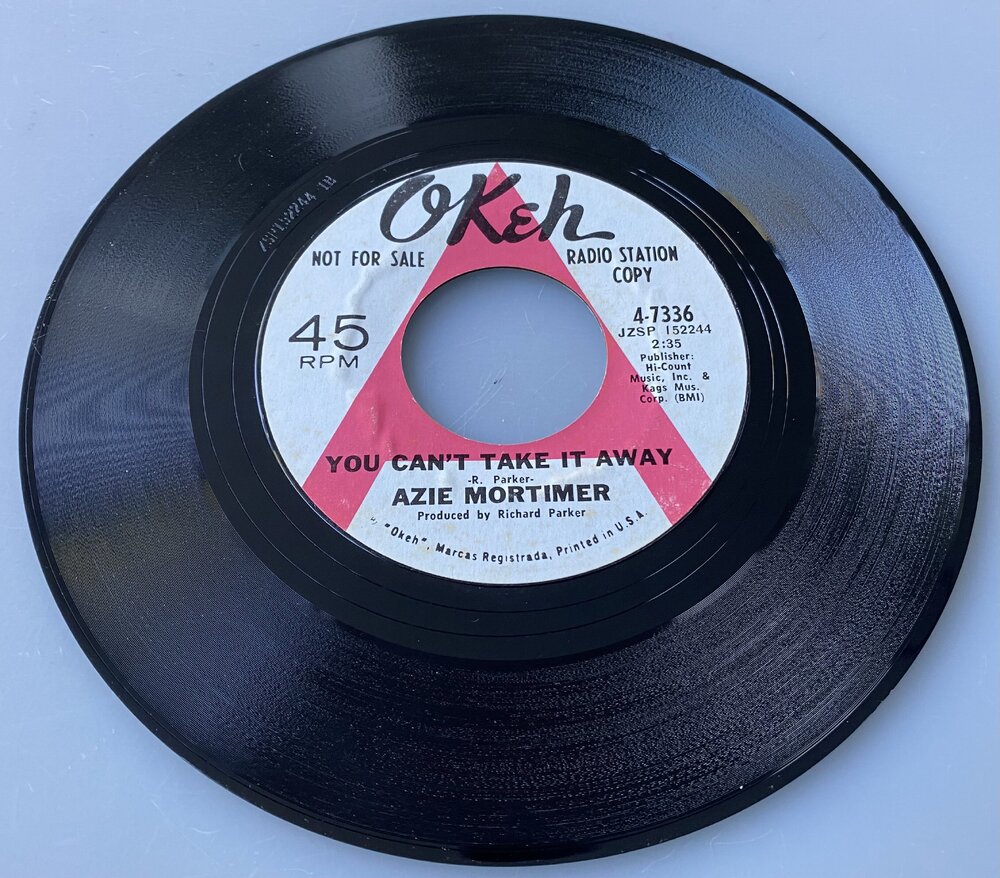 OKeh
NOT FOR SALE
RADIO STATION
COPY
45
RPM
4-7336
JZSP 152244
2:35
Publisher:
Hi-Count
Music, Inc. &
Kags Mus.
Corp. (BMI)
YOU CAN'T TAKE IT AWAY
-R. Parker-
AZIE MORTIMER
Produced by Richard Parker
"Okeh", Marcas Registrada, Printed in U.S.A.